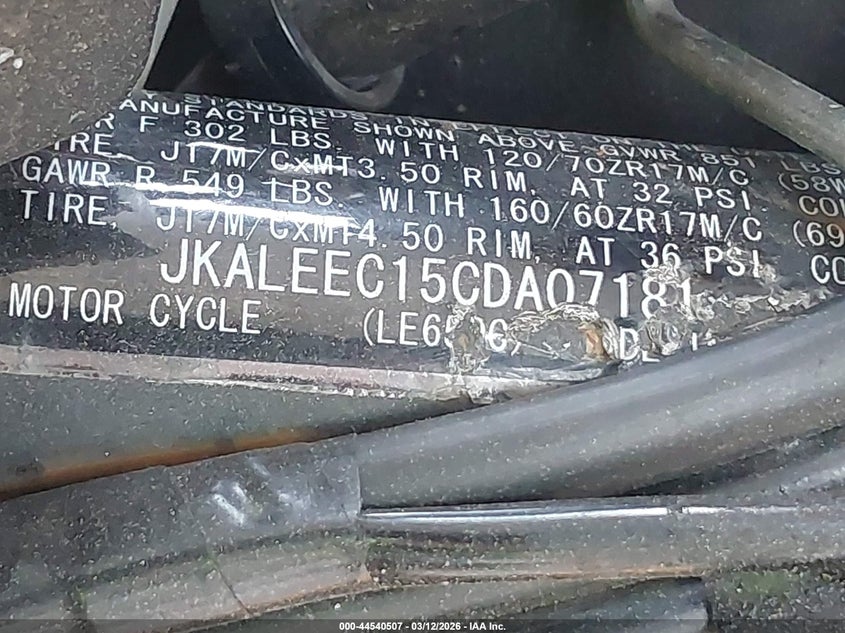 STANDARDS IN EFFECT ON THE
MANUFACTURE SHOWN ABOVE. GVWR 851 LBS
F 302 LBS. WITH 120/70ZR17M/C (58W
TIRE, J17M/CxMT3.50 RIM, AT 32 PSI.
GAWR R 549 LBS WITH 160/60ZR17M/C (69
TIRE, J17M/CxMT4.50 RIM, AT 36 PSI
JKALEEC15CDA07181
MOTOR CYCLE
000-44540507 - 03/12/2026 - IAA Inc.